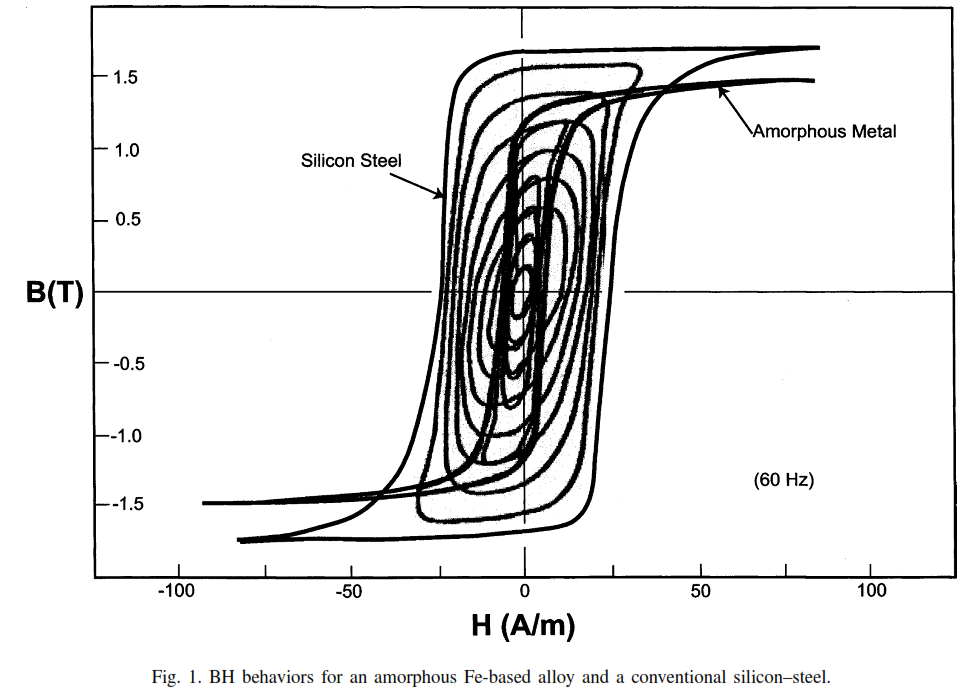 1.5
Amorphous Metal
1.0
Silicon Steel
0.5
B(T)
-0.5
-1.0
(60 Hz)
-1.5
-100
-50
0
50
100
H (A/m)
Fig. 1. BH behaviors for an amorphous Fe-based alloy and a conventional silicon–steel.